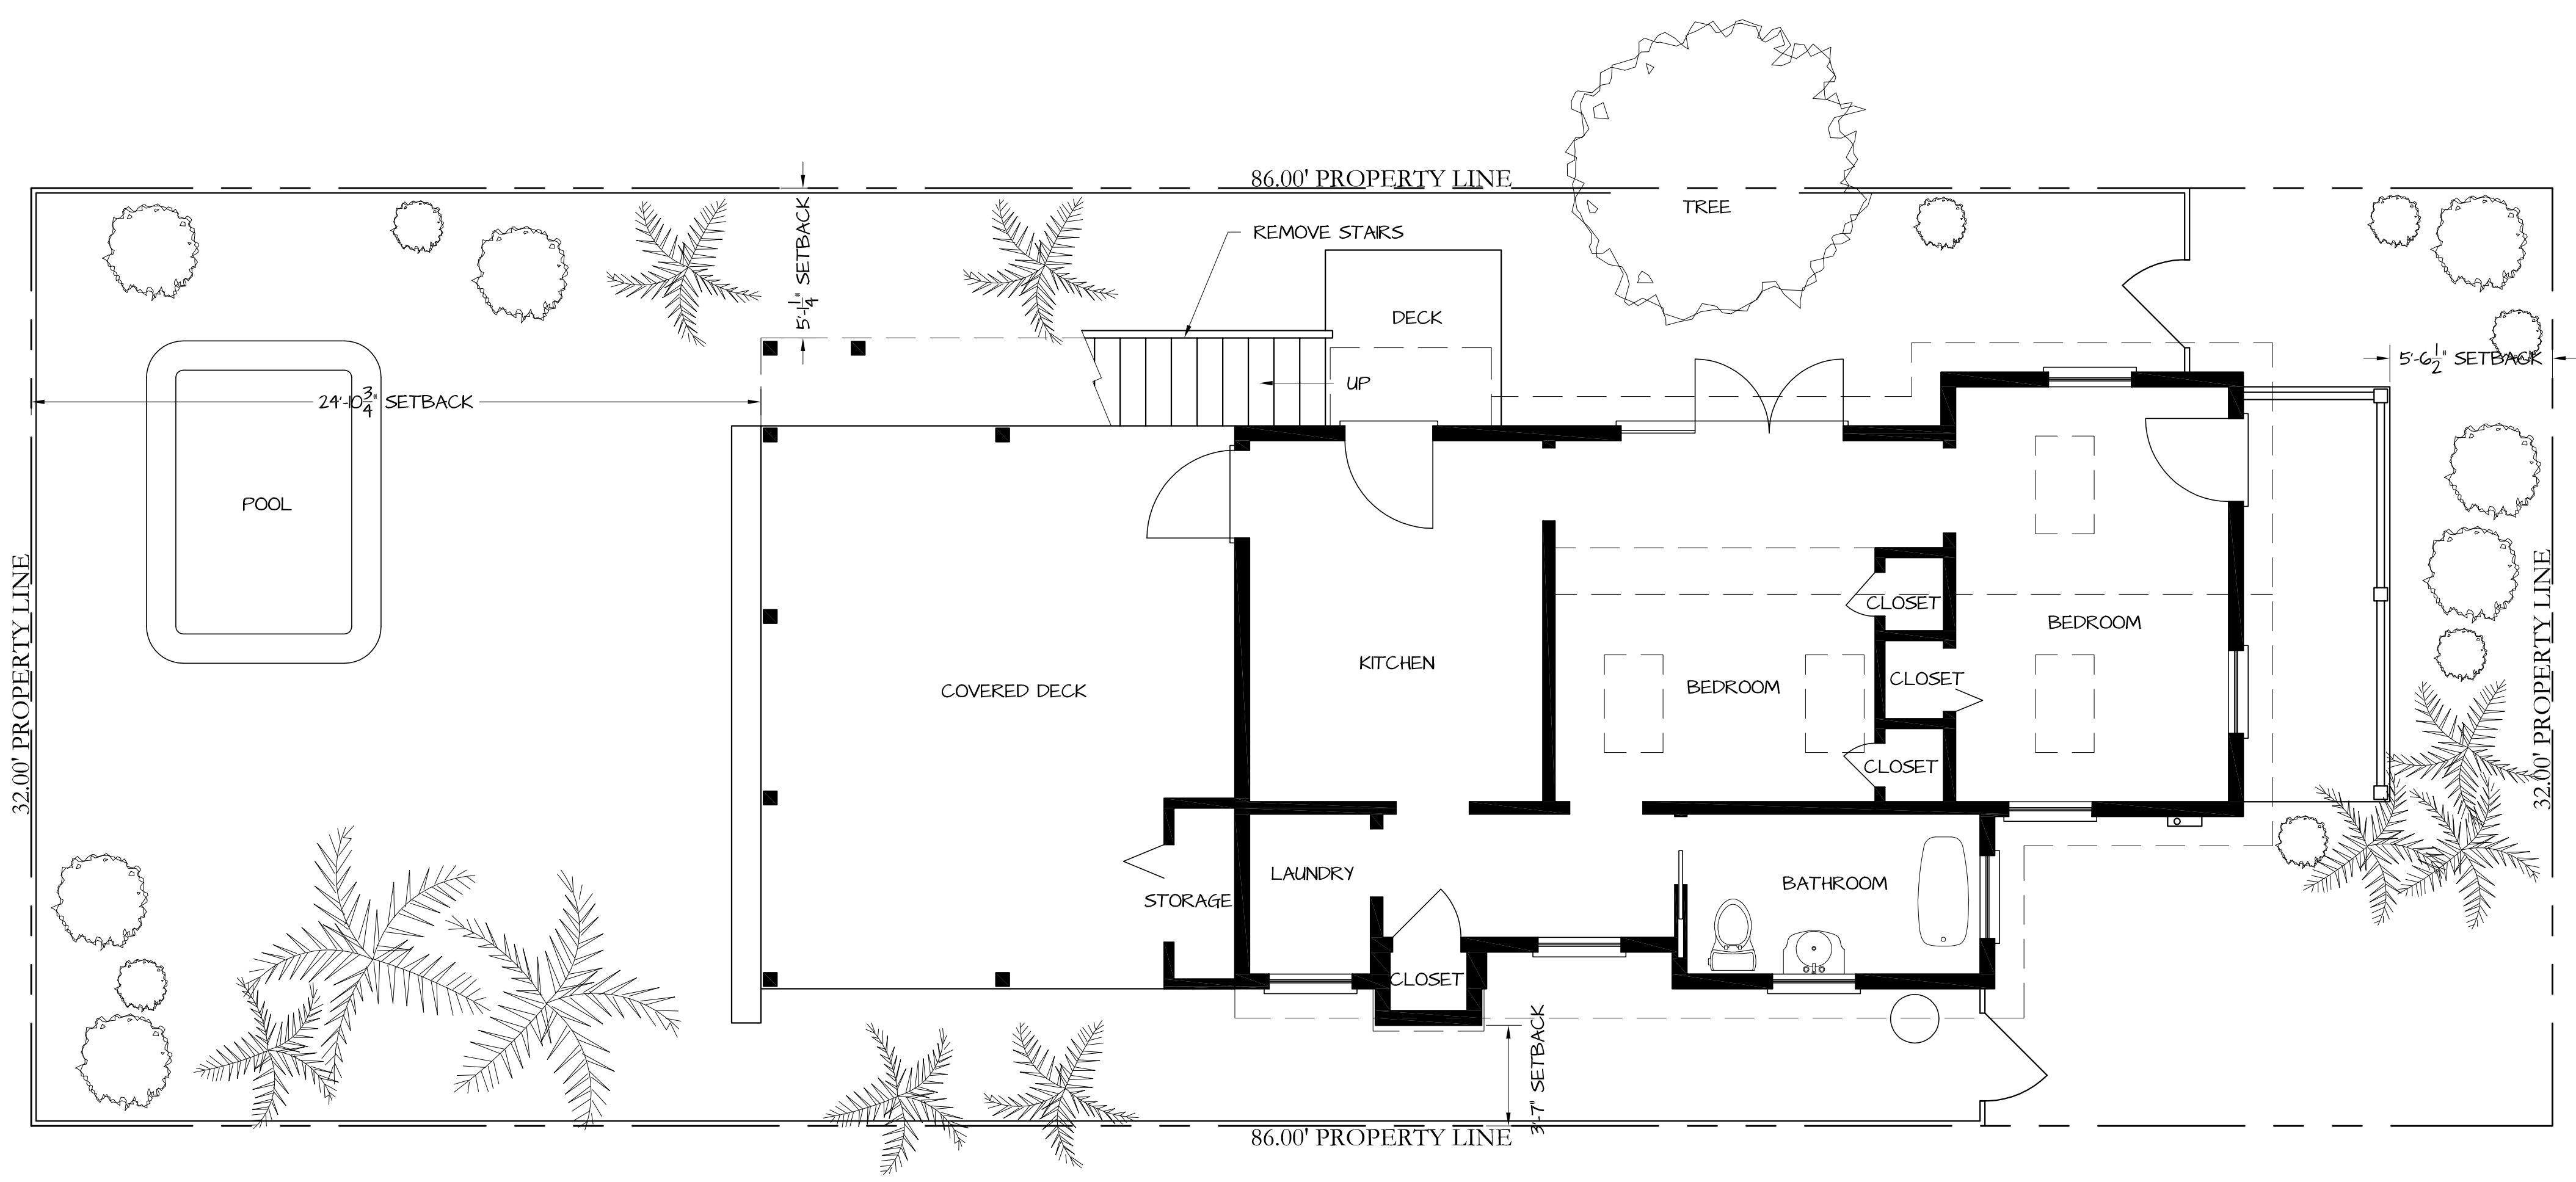 86.00' PROPERTY LINE
TREE
REMOVE STAIRS
5'-1 1/4" SETBACK
DECK
5'-6 1/2" SETBACK
UP
24'-10 3/4" SETBACK
POOL
CLOSET
BEDROOM
KITCHEN
CLOSET
BEDROOM
COVERED DECK
32.00' PROPERTY LINE
32.00' PROPERTY LINE
CLOSET
LAUNDRY
BATHROOM
STORAGE
CLOSET
3'-7" SETBACK
86.00' PROPERTY LINE